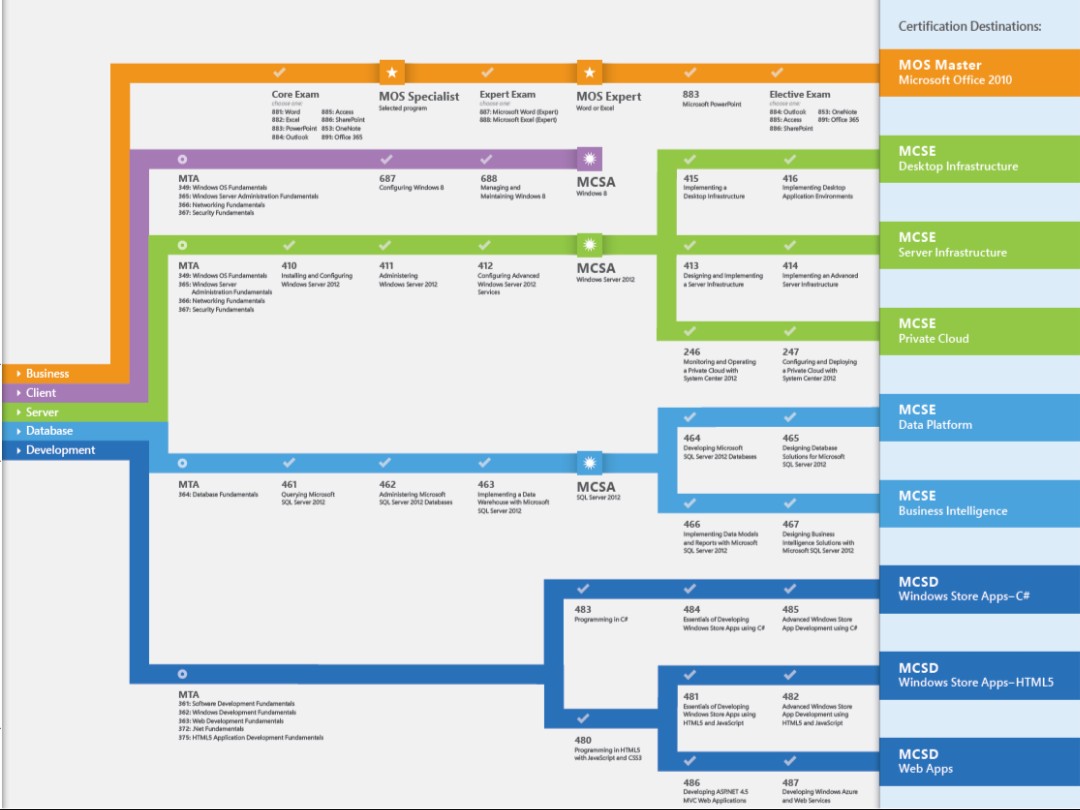 Certification Destinations:
MOS Master
Microsoft Office 2010
Core Exam
choose one:
881: Word
882: Excel
883: PowerPoint
884: Outlook
885: Access
886: SharePoint
853: OneNote
891: Office 365
MOS Specialist
Selected program
Expert Exam
choose one:
887: Microsoft Word (Expert)
888: Microsoft Excel (Expert)
MOS Expert
Word or Excel
883
Microsoft PowerPoint
Elective Exam
choose one:
884: Outlook
885: Access
886: SharePoint
853: OneNote
891: Office 365
MTA
349: Windows OS Fundamentals
365: Windows Server Administration Fundamentals
366: Networking Fundamentals
367: Security Fundamentals
687
Configuring Windows 8
688
Managing and
Maintaining Windows 8
MCSA
Windows 8
415
Implementing a
Desktop Infrastructure
416
Implementing Desktop
Application Environments
MCSE
Desktop Infrastructure
MTA
349: Windows OS Fundamentals
365: Windows Server
Administration Fundamentals
366: Networking Fundamentals
367: Security Fundamentals
410
Installing and Configuring
Windows Server 2012
411
Administering
Windows Server 2012
412
Configuring Advanced
Windows Server 2012
Services
MCSA
Windows Server 2012
413
Designing and Implementing
a Server Infrastructure
414
Implementing an Advanced
Server Infrastructure
MCSE
Server Infrastructure
246
Monitoring and Operating
a Private Cloud with
System Center 2012
247
Configuring and Deploying
a Private Cloud with
System Center 2012
MCSE
Private Cloud
Business
Client
Server
Database
Development
MTA
364: Database Fundamentals
461
Querying Microsoft
SQL Server 2012
462
Administering Microsoft
SQL Server 2012 Databases
463
Implementing a Data
Warehouse with Microsoft
SQL Server 2012
MCSA
SQL Server 2012
464
Developing Microsoft
SQL Server 2012 Databases
465
Designing Database
Solutions for Microsoft
SQL Server 2012
MCSE
Data Platform
466
Implementing Data Models
and Reports with Microsoft
SQL Server 2012
467
Designing Business
Intelligence Solutions with
Microsoft SQL Server 2012
MCSE
Business Intelligence
483
Programming in C#
484
Essentials of Developing
Windows Store Apps using C#
485
Advanced Windows Store
App Development using C#
MCSD
Windows Store Apps–C#
MTA
361: Software Development Fundamentals
362: Windows Development Fundamentals
363: Web Development Fundamentals
372: .Net Fundamentals
375: HTML5 Application Development Fundamentals
480
Programming in HTML5
with JavaScript and CSS3
481
Essentials of Developing
Windows Store Apps using
HTML5 and JavaScript
482
Advanced Windows Store
App Development using
HTML5 and JavaScript
MCSD
Windows Store Apps–HTML5
486
Developing ASP.NET 4.5
MVC Web Applications
487
Developing Windows Azure
and Web Services
MCSD
Web Apps